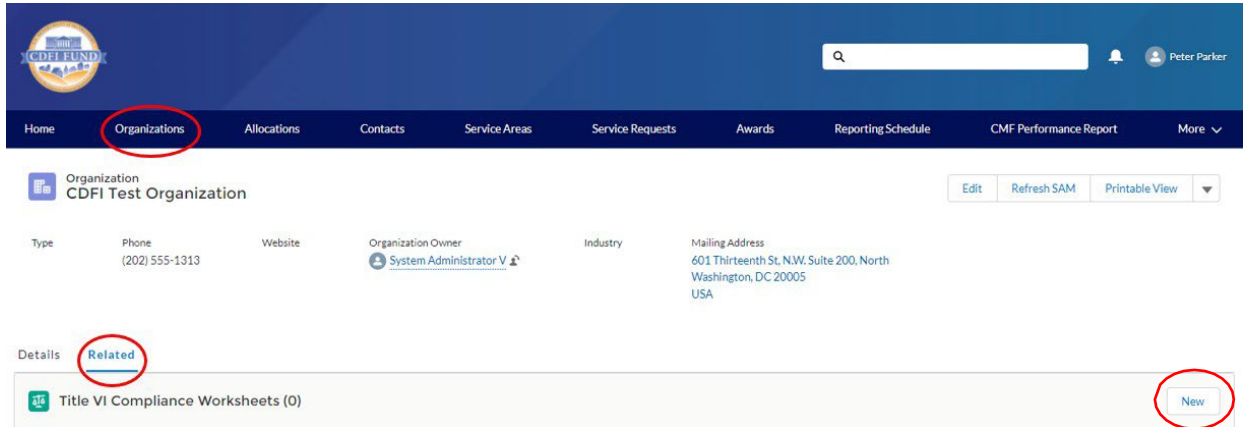 CDFI FUND
Peter Parker
Home Organizations Allocations Contacts Service Areas Service Requests Awards Reporting Schedule CMF Performance Report More
Organization
CDFI Test Organization
Edit Refresh SAM Printable View
Type Phone Website Organization Owner Industry Mailing Address
(202) 555-1313 System Administrator V 601 Thirteenth St, N.W. Suite 200, North
Washington, DC 20005
USA
Details Related
Title VI Compliance Worksheets (0) New